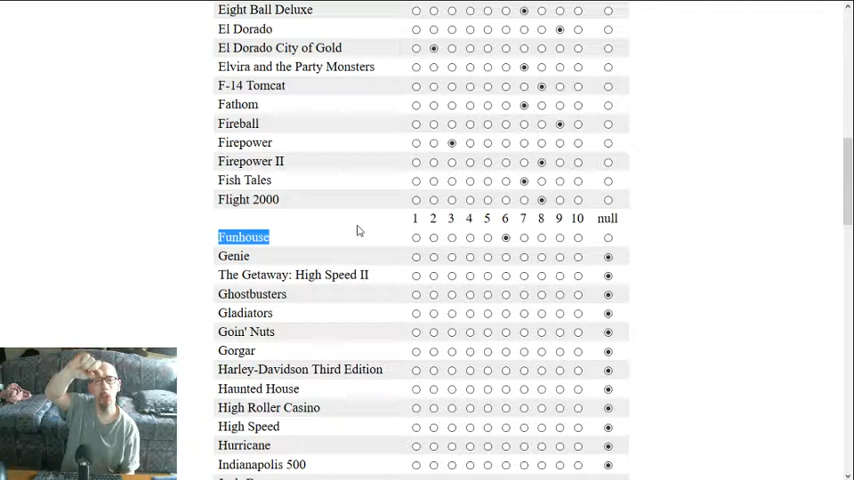 Eight Ball Deluxe
El Dorado
El Dorado City of Gold
Elvira and the Party Monsters
F-14 Tomcat
Fathom
Fireball
Firepower
Firepower II
Fish Tales
Flight 2000
1 2 3 4 5 6 7 8 9 10 null
Funhouse
Genie
The Getaway: High Speed II
Ghostbusters
Gladiators
Goin' Nuts
Gorgar
Harley-Davidson Third Edition
Haunted House
High Roller Casino
High Speed
Hurricane
Indianapolis 500